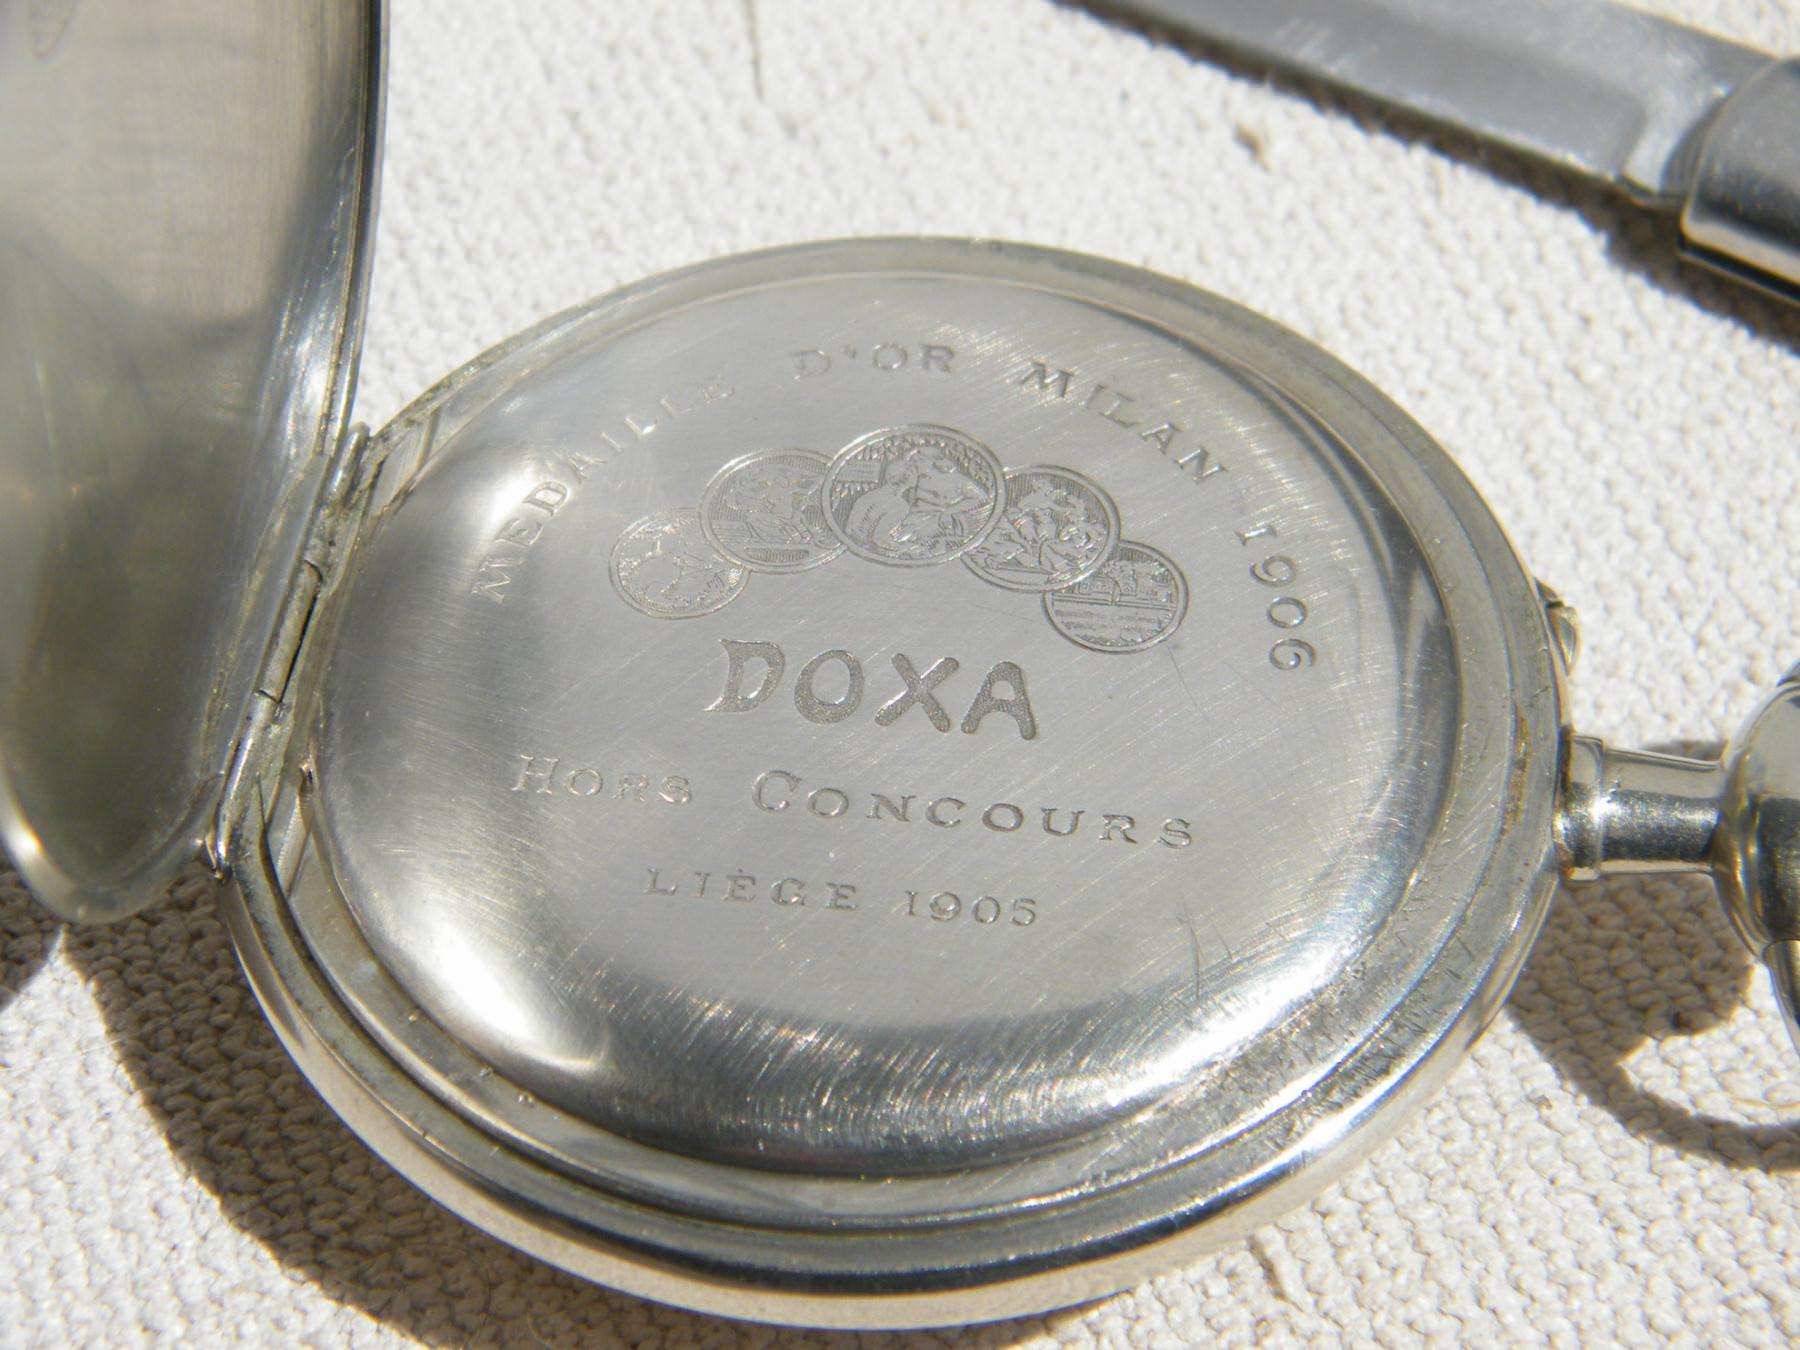 MEDAILLE D'OR MILAN 1906
DOXA
HORS CONCOURS
LIÈGE 1905